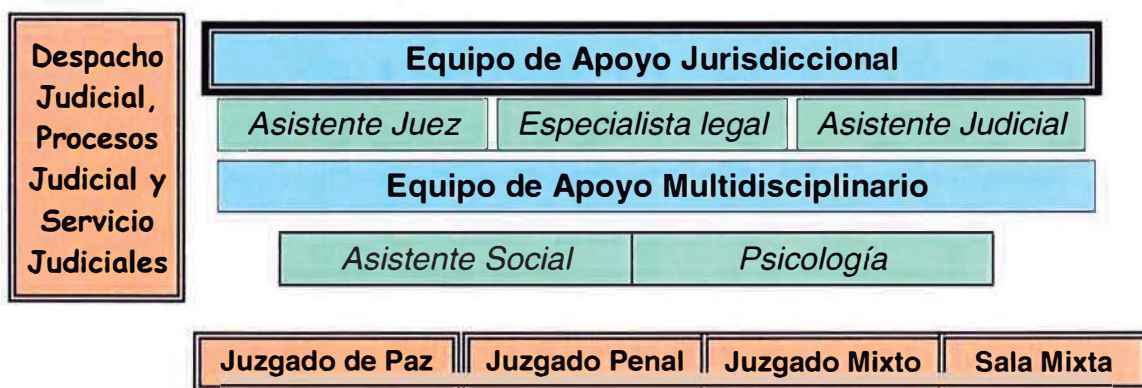 Despacho
Judicial,
Procesos
Judicial y
Servicio
Judiciales
Equipo de Apoyo Jurisdiccional
Asistente Juez Especialista legal Asistente Judicial
Equipo de Apoyo Multidisciplinario
Asistente Social Psicología
Juzgado de Paz Juzgado Penal Juzgado Mixto Sala Mixta